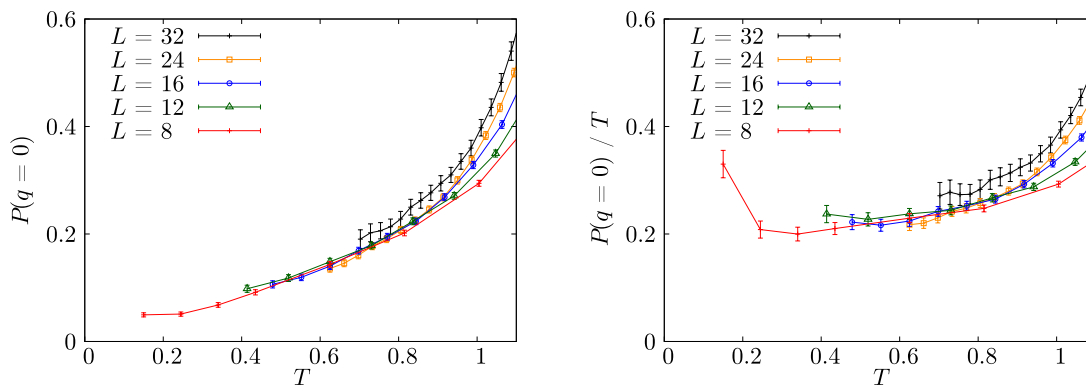 0.6
0.4
0.2
0
P(q = 0)
L = 32
L = 24
L = 16
L = 12
L = 8
0 0.2 0.4 0.6 0.8 1
T
0.6
0.4
0.2
0
P(q = 0) / T
L = 32
L = 24
L = 16
L = 12
L = 8
0 0.2 0.4 0.6 0.8 1
T